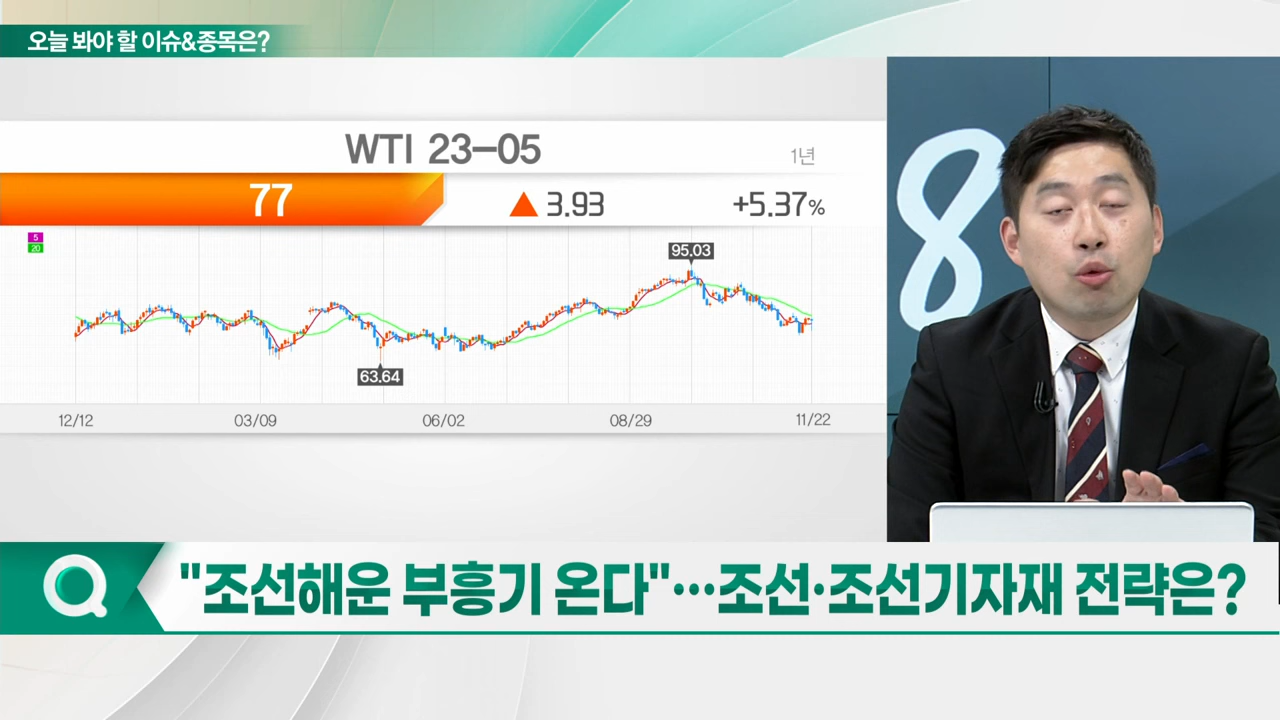 오늘 봐야 할 이슈&종목은?
WTI 23-05
1년
77 ▲ 3.93 +5.37%
5
20
95.03
63.64
12/12 03/09 06/02 08/29 11/22
8
Q "조선해운 부흥기 온다"…조선·조선기자재 전략은?